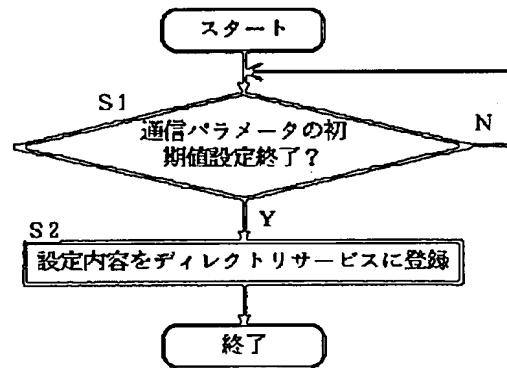 スタート
S1
通信パラメータの初
期値設定終了?
N
Y
S2
設定内容をディレクトリサービスに登録
終了